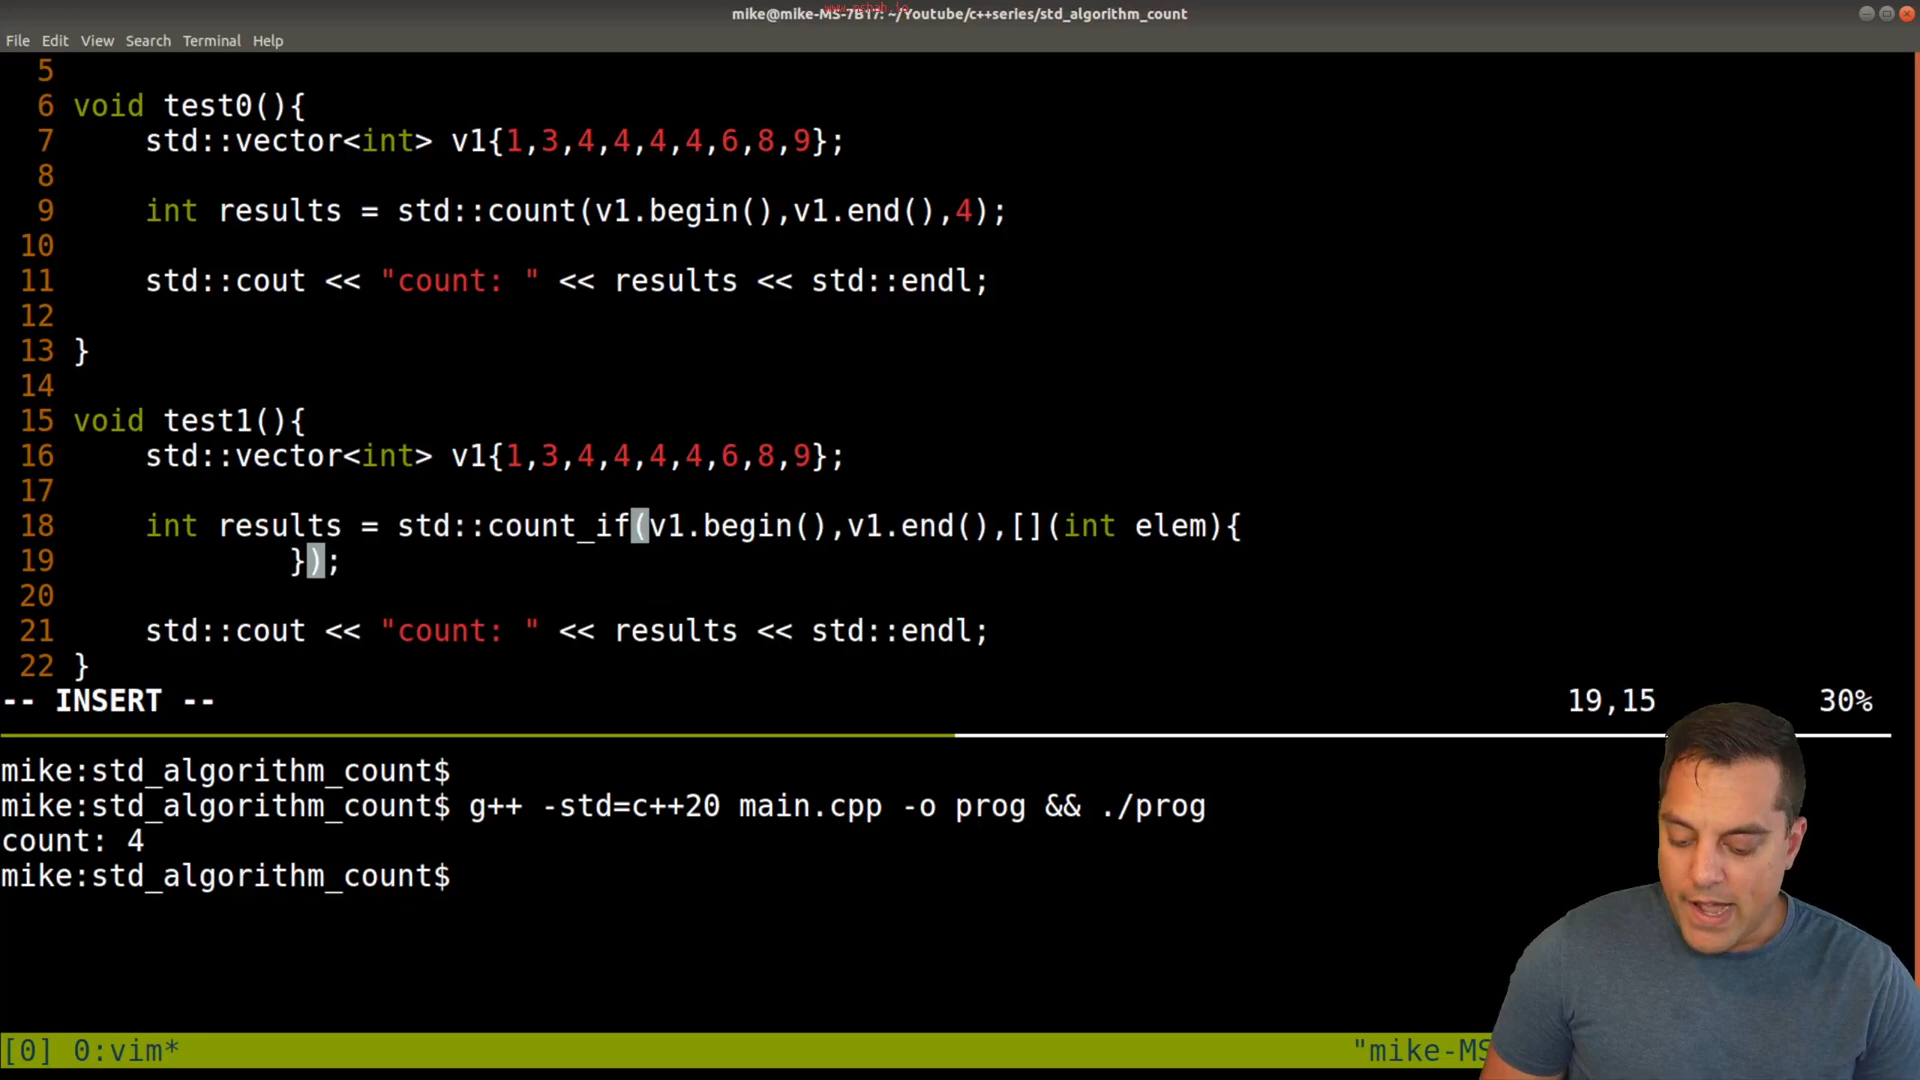 www.mshah.io
mike@mike-MS-7B17: ~/Youtube/c++series/std_algorithm_count
File Edit View Search Terminal Help
5
6 void test0(){
7     std::vector<int> v1{1,3,4,4,4,4,6,8,9};
8
9     int results = std::count(v1.begin(),v1.end(),4);
10
11     std::cout << "count: " << results << std::endl;
12
13 }
14
15 void test1(){
16     std::vector<int> v1{1,3,4,4,4,4,6,8,9};
17
18     int results = std::count_if(v1.begin(),v1.end(),[](int elem){
19             });
20
21     std::cout << "count: " << results << std::endl;
22 }
-- INSERT -- 19,15 30%
mike:std_algorithm_count$
mike:std_algorithm_count$ g++ -std=c++20 main.cpp -o prog && ./prog
count: 4
mike:std_algorithm_count$
[0] 0:vim* "mike-MS